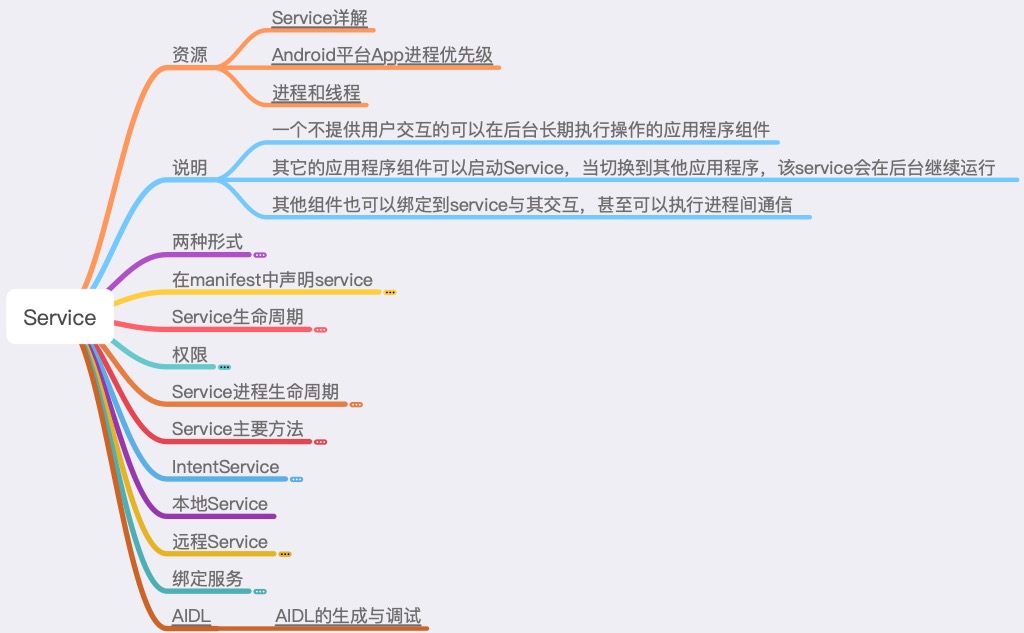 Service
资源
Service详解
Android平台App进程优先级
进程和线程
说明
一个不提供用户交互的可以在后台长期执行操作的应用程序组件
其它的应用程序组件可以启动Service，当切换到其他应用程序，该service会在后台继续运行
其他组件也可以绑定到service与其交互，甚至可以执行进程间通信
两种形式
在manifest中声明service
Service生命周期
权限
Service进程生命周期
Service主要方法
IntentService
本地Service
远程Service
绑定服务
AIDL
AIDL的生成与调试